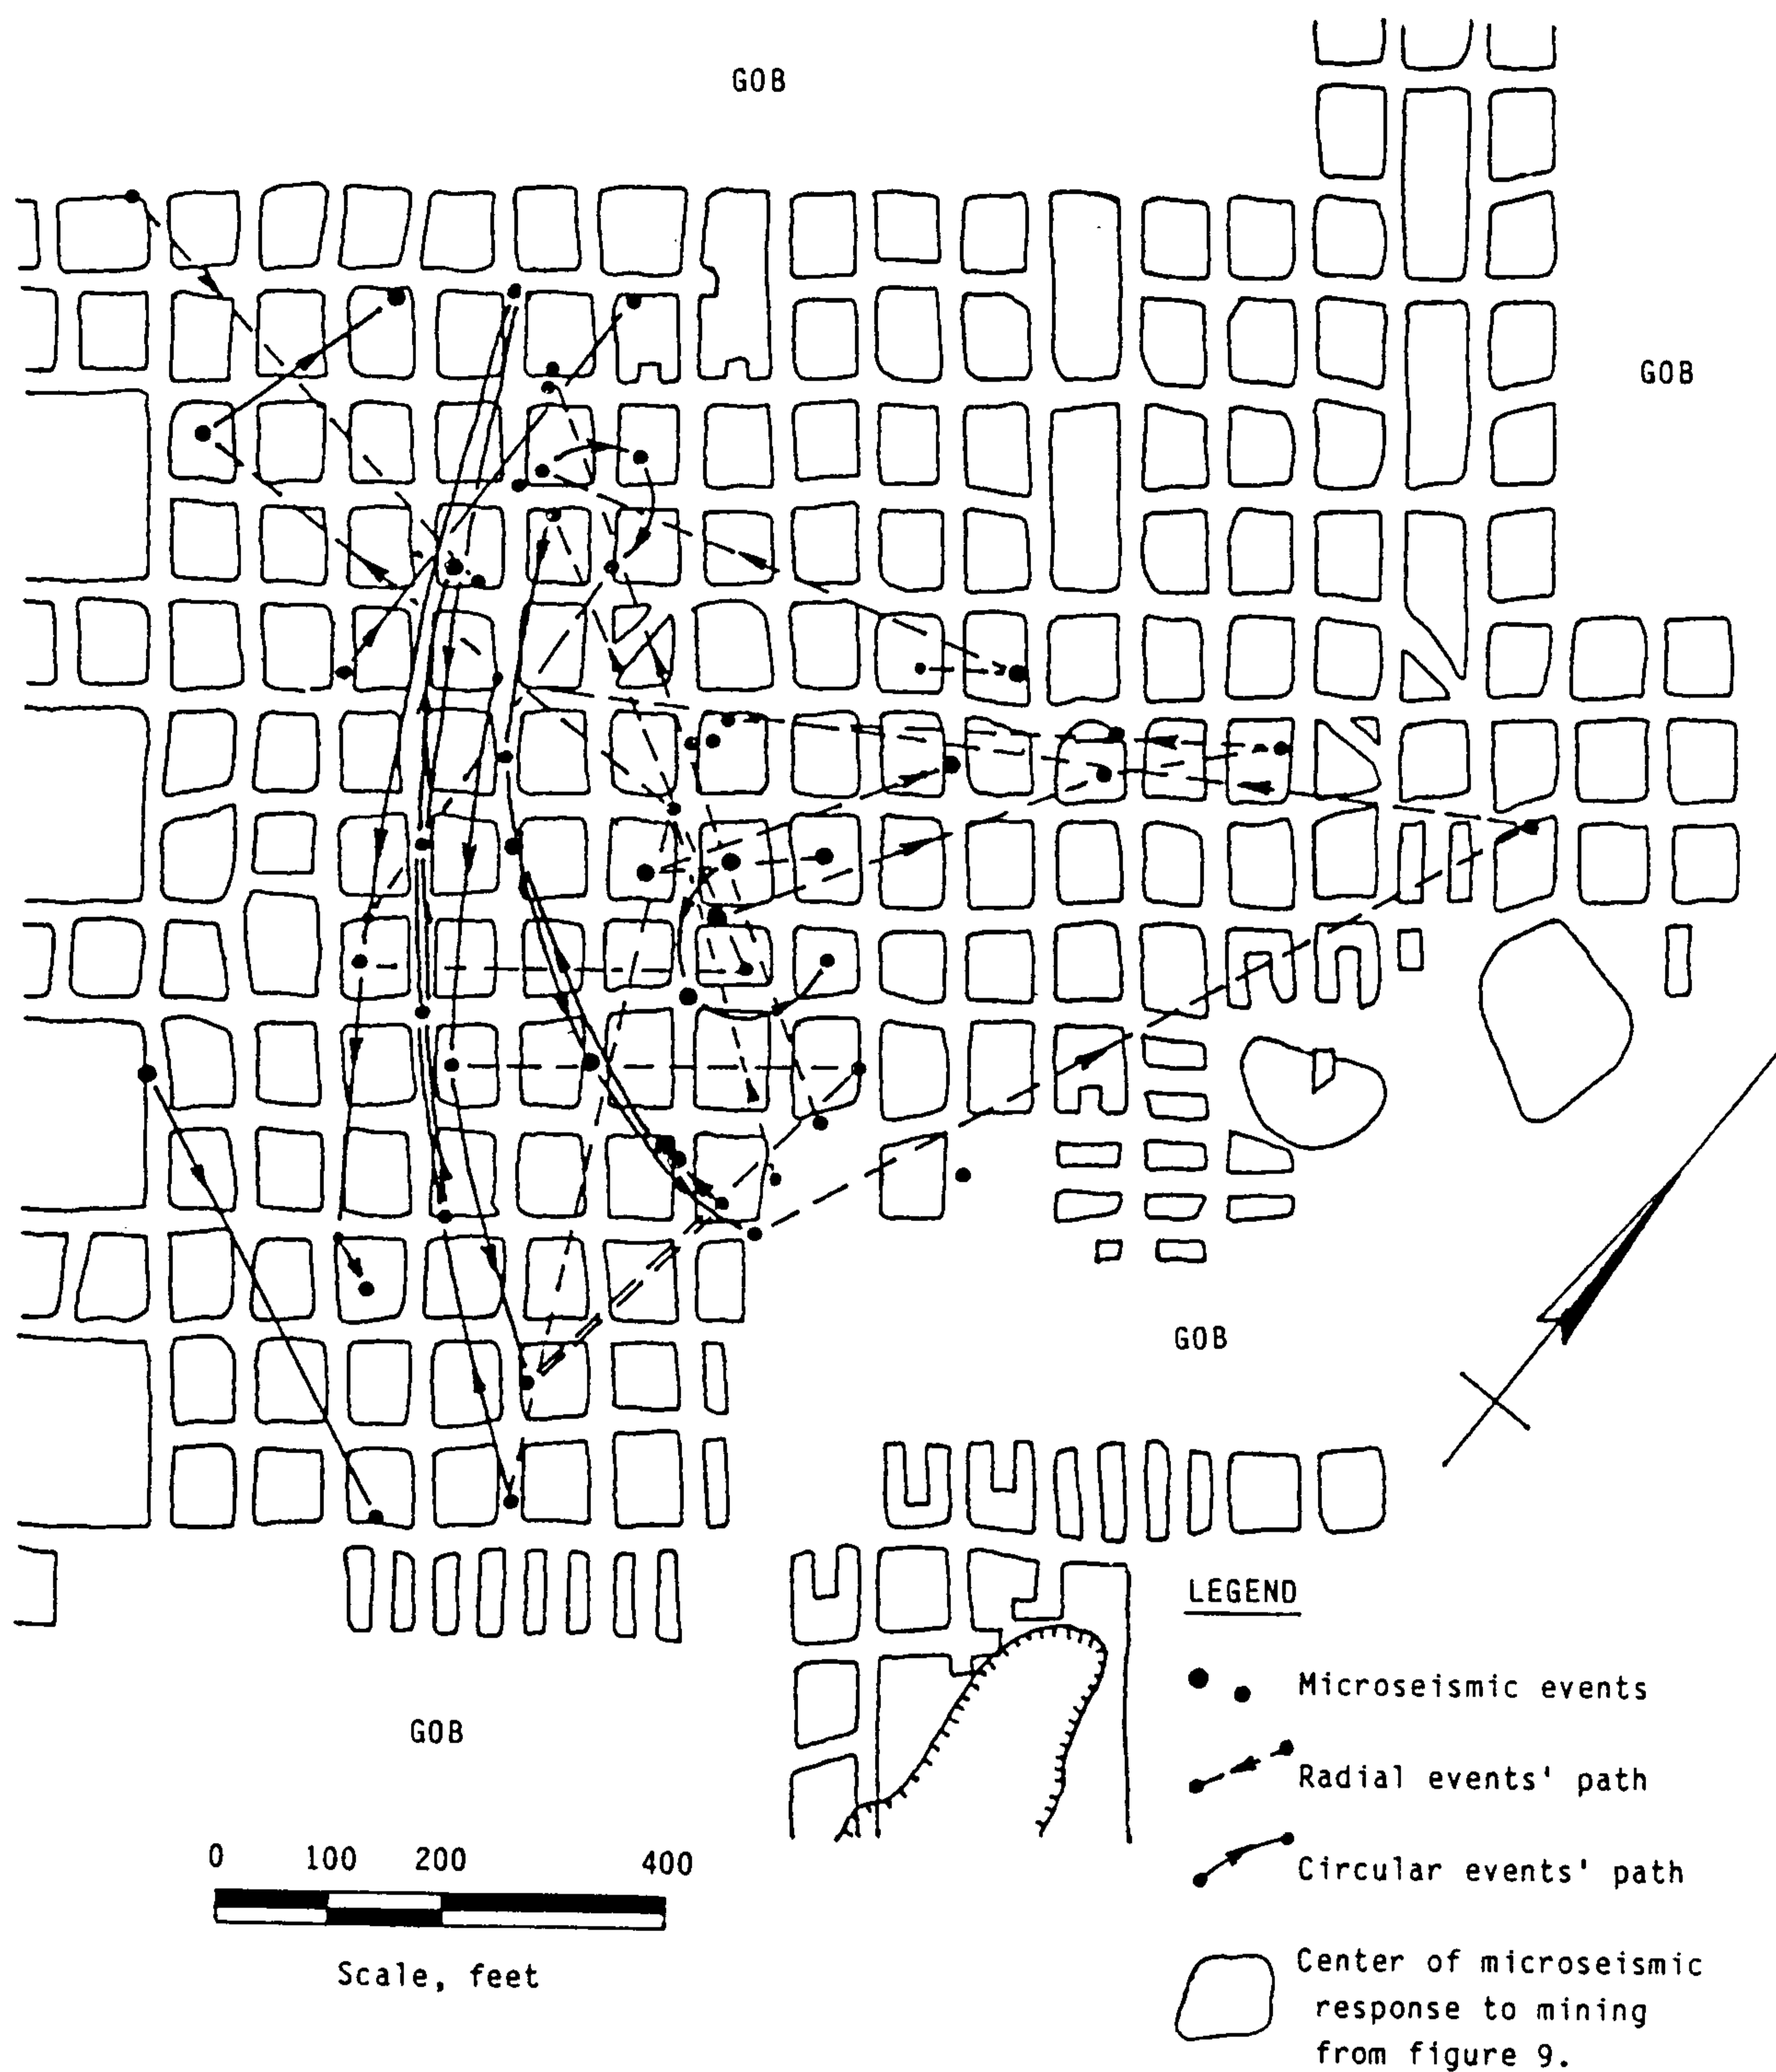 GOB
GOB
GOB
GOB
LEGEND
Microseismic events
Radial events' path
Circular events' path
Center of microseismic
response to mining
from figure 9.
0 100 200 400
Scale, feet